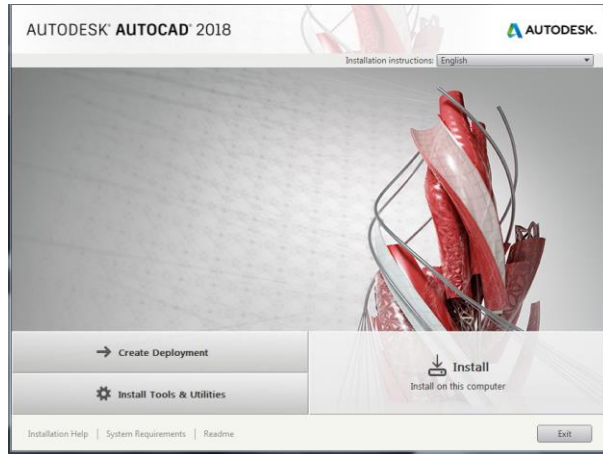 AUTODESK® AUTOCAD® 2018
AUTODESK.
Installation instructions: English
Create Deployment
Install Tools & Utilities
Install
Install on this computer
Installation Help | System Requirements | Readme
Exit